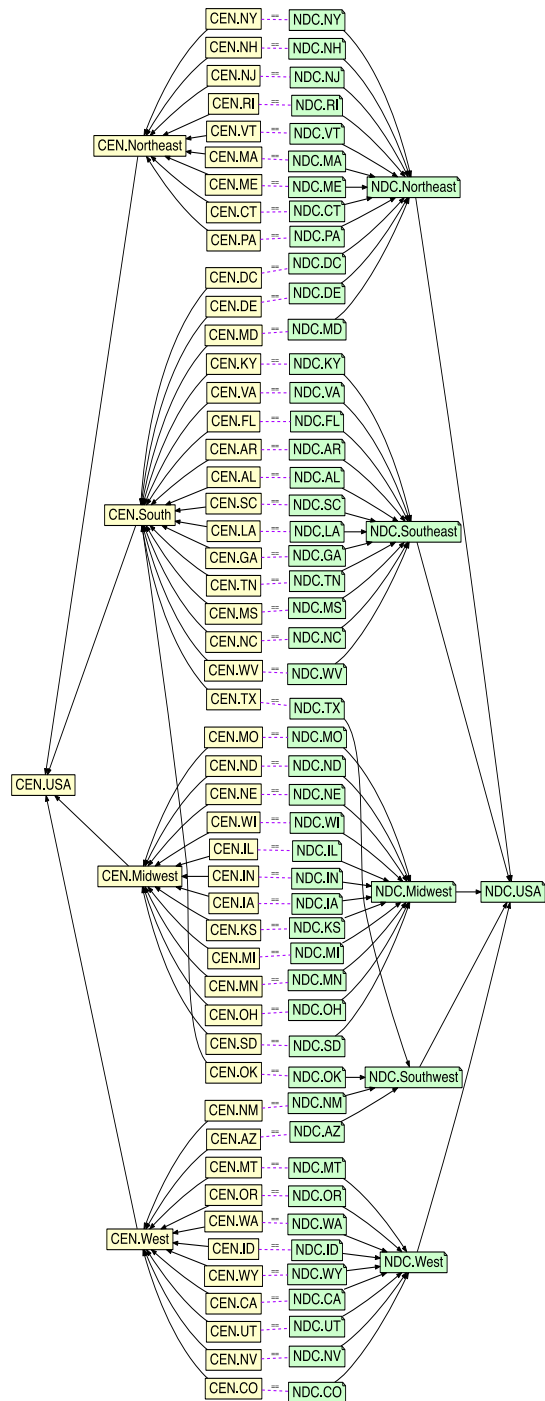 CEN.NY == NDC.NY
CEN.NH == NDC.NH
CEN.NJ == NDC.NJ
CEN.RI == NDC.RI
CEN.VT == NDC.VT
CEN.Northeast
CEN.MA == NDC.MA
CEN.ME == NDC.ME
NDC.Northeast
CEN.CT == NDC.CT
CEN.PA == NDC.PA
CEN.DC == NDC.DC
CEN.DE == NDC.DE
CEN.MD == NDC.MD
CEN.KY == NDC.KY
CEN.VA == NDC.VA
CEN.FL == NDC.FL
CEN.AR == NDC.AR
CEN.AL == NDC.AL
CEN.SC == NDC.SC
CEN.South
CEN.LA == NDC.LA
NDC.Southeast
CEN.GA == NDC.GA
CEN.TN == NDC.TN
CEN.MS == NDC.MS
CEN.NC == NDC.NC
CEN.WV == NDC.WV
CEN.TX == NDC.TX
CEN.MO == NDC.MO
CEN.ND == NDC.ND
CEN.USA
CEN.NE == NDC.NE
CEN.WI == NDC.WI
CEN.IL == NDC.IL
CEN.Midwest
CEN.IN == NDC.IN
NDC.Midwest
NDC.USA
CEN.IA == NDC.IA
CEN.KS == NDC.KS
CEN.MI == NDC.MI
CEN.MN == NDC.MN
CEN.OH == NDC.OH
CEN.SD == NDC.SD
CEN.OK == NDC.OK
NDC.Southwest
CEN.NM == NDC.NM
CEN.AZ == NDC.AZ
CEN.MT == NDC.MT
CEN.OR == NDC.OR
CEN.WA == NDC.WA
CEN.West
CEN.ID == NDC.ID
NDC.West
CEN.WY == NDC.WY
CEN.CA == NDC.CA
CEN.UT == NDC.UT
CEN.NV == NDC.NV
CEN.CO == NDC.CO